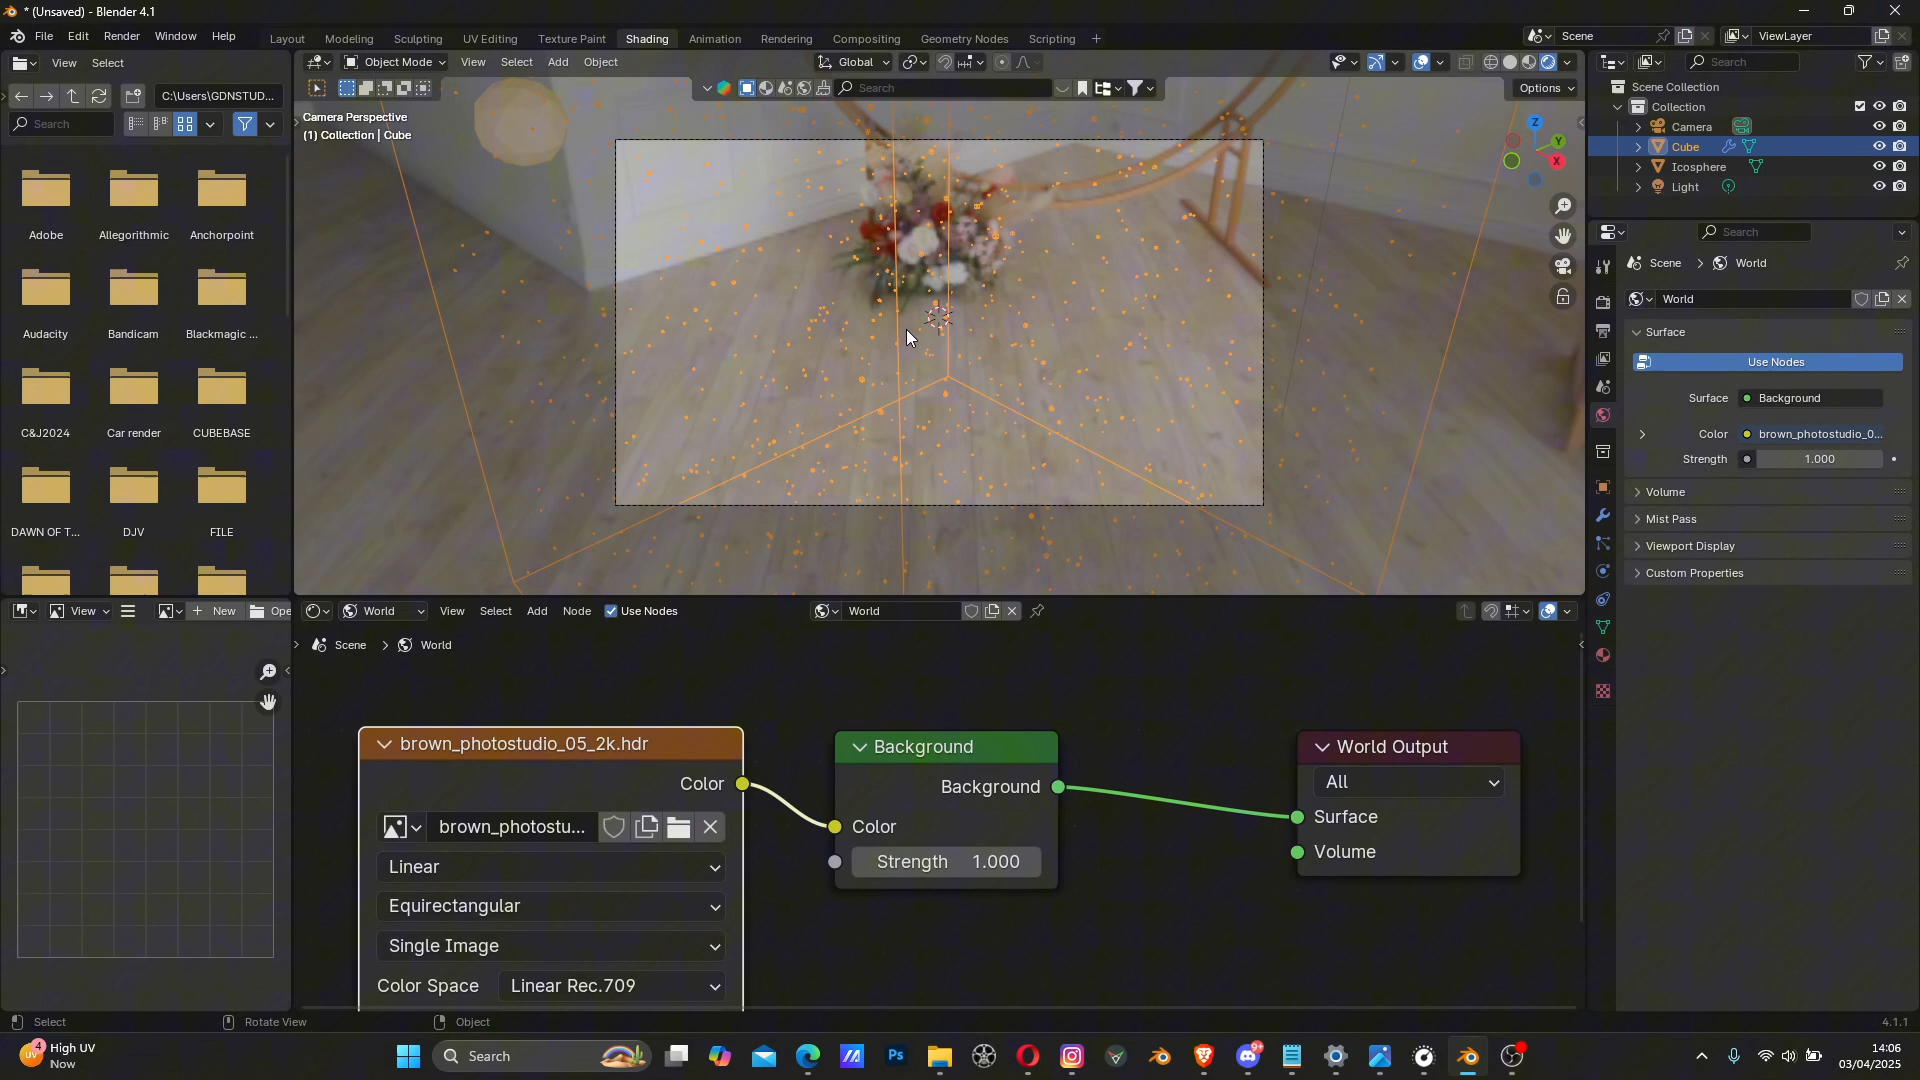 * (Unsaved) - Blender 4.1
File Edit Render Window Help
Layout Modeling Sculpting UV Editing Texture Paint Shading Animation Rendering Compositing Geometry Nodes Scripting +
Scene
ViewLayer
View Select
Object Mode View Select Add Object
Global
Search
C:\Users\GDNSTUD...
Search
Search
Options
Camera Perspective
(1) Collection | Cube
Z
Y
X
Scene Collection
Collection
Camera
Cube
Icosphere
Light
Adobe
Allegorithmic
Anchorpoint
Audacity
Bandicam
Blackmagic ...
C&J2024
Car render
CUBEBASE
DAWN OF T...
DJV
FILE
Search
Scene > World
World
Surface
Use Nodes
Surface Background
Color brown_photostudio_0...
Strength 1.000
Volume
Mist Pass
Viewport Display
Custom Properties
View
New
Ope
World View Select Add Node Use Nodes
World
Scene > World
brown_photostudio_05_2k.hdr
Color
brown_photostu...
Linear
Equirectangular
Single Image
Color Space Linear Rec.709
Background
Background
Color
Strength 1.000
World Output
All
Surface
Volume
Select
Rotate View
Object
4.1.1
4
High UV
Now
Search
Ps
9+
14:06
03/04/2025